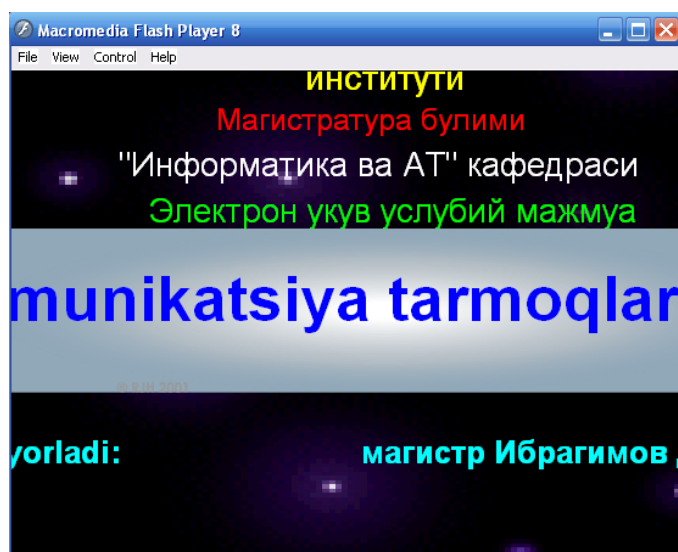 Macromedia Flash Player 8
File View Control Help
институти
Магистратура булими
"Информатика ва АТ" кафедраси
Электрон укув услубий мажмуа
munikatsiya tarmoqlar
yorladi: магистр Ибрагимов